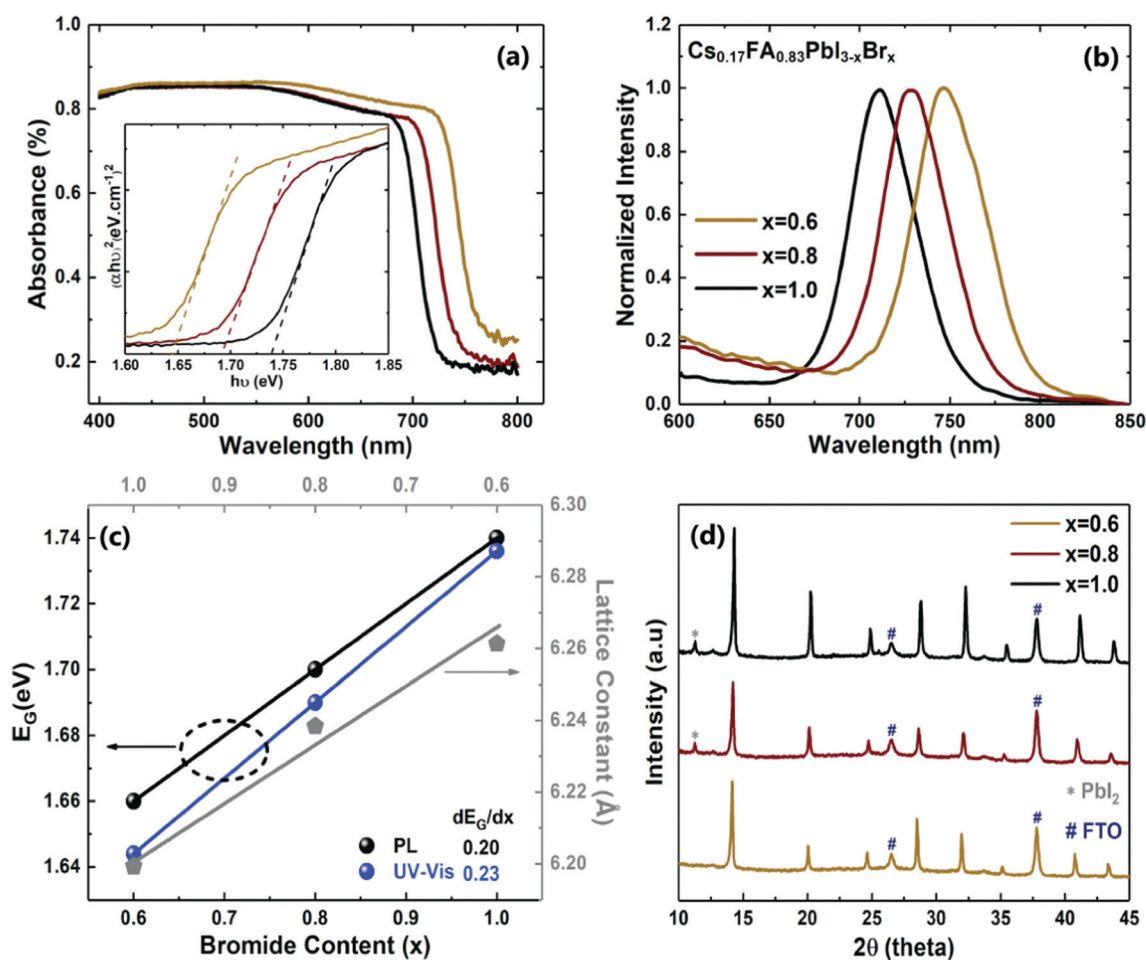 (a)
Absorbance (%)
1.0
0.8
0.6
0.4
0.2
400 500 600 700 800
Wavelength (nm)
(αhυ)²(eV.cm⁻¹)²
1.60 1.65 1.70 1.75 1.80 1.85
hυ (eV)
(b)
Cs₀.₁₇FA₀.₈₃PbI₃₋ₓBrₓ
Normalized Intensity
1.2
1.0
0.8
0.6
0.4
0.2
0.0
x=0.6
x=0.8
x=1.0
600 650 700 750 800 850
Wavelength (nm)
(c)
1.0 0.9 0.8 0.7 0.6
E_G(eV)
1.74
1.72
1.70
1.68
1.66
1.64
6.30
6.28
6.26
6.24
6.22
6.20
Lattice Constant (Å)
dE_G/dx
PL 0.20
UV-Vis 0.23
0.6 0.7 0.8 0.9 1.0
Bromide Content (x)
(d)
x=0.6
x=0.8
x=1.0
Intensity (a.u)
* # #
* # #
# #
* PbI₂
# FTO
10 15 20 25 30 35 40 45
2θ (theta)